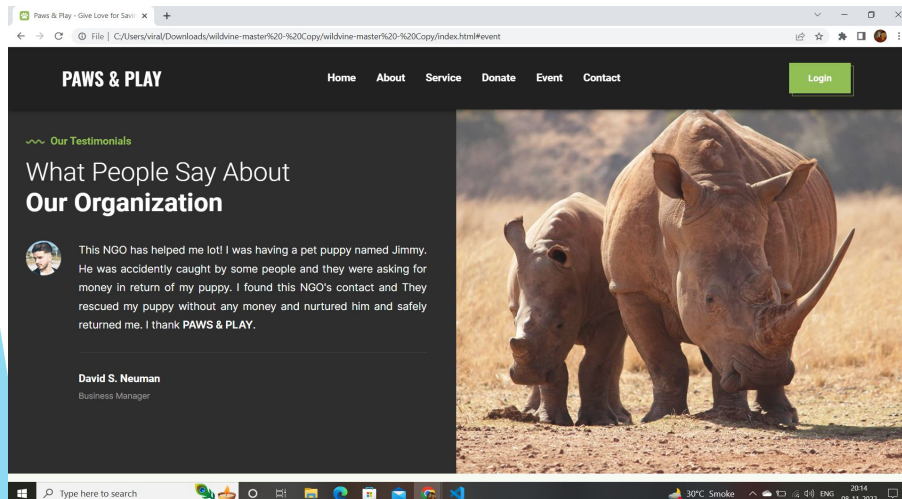 Paws & Play - Give Love for Savin
File | C:/Users/viral/Downloads/wildvine-master%20-%20Copy/wildvine-master%20-%20Copy/index.html#event
PAWS & PLAY Home About Service Donate Event Contact Login
Our Testimonials
What People Say About
Our Organization
This NGO has helped me lot! I was having a pet puppy named Jimmy.
He was accidently caught by some people and they were asking for
money in return of my puppy. I found this NGO's contact and They
rescued my puppy without any money and nurtured him and safely
returned me. I thank PAWS & PLAY.
David S. Neuman
Business Manager
Type here to search 30°C Smoke ENG 20:14
08-11-2022